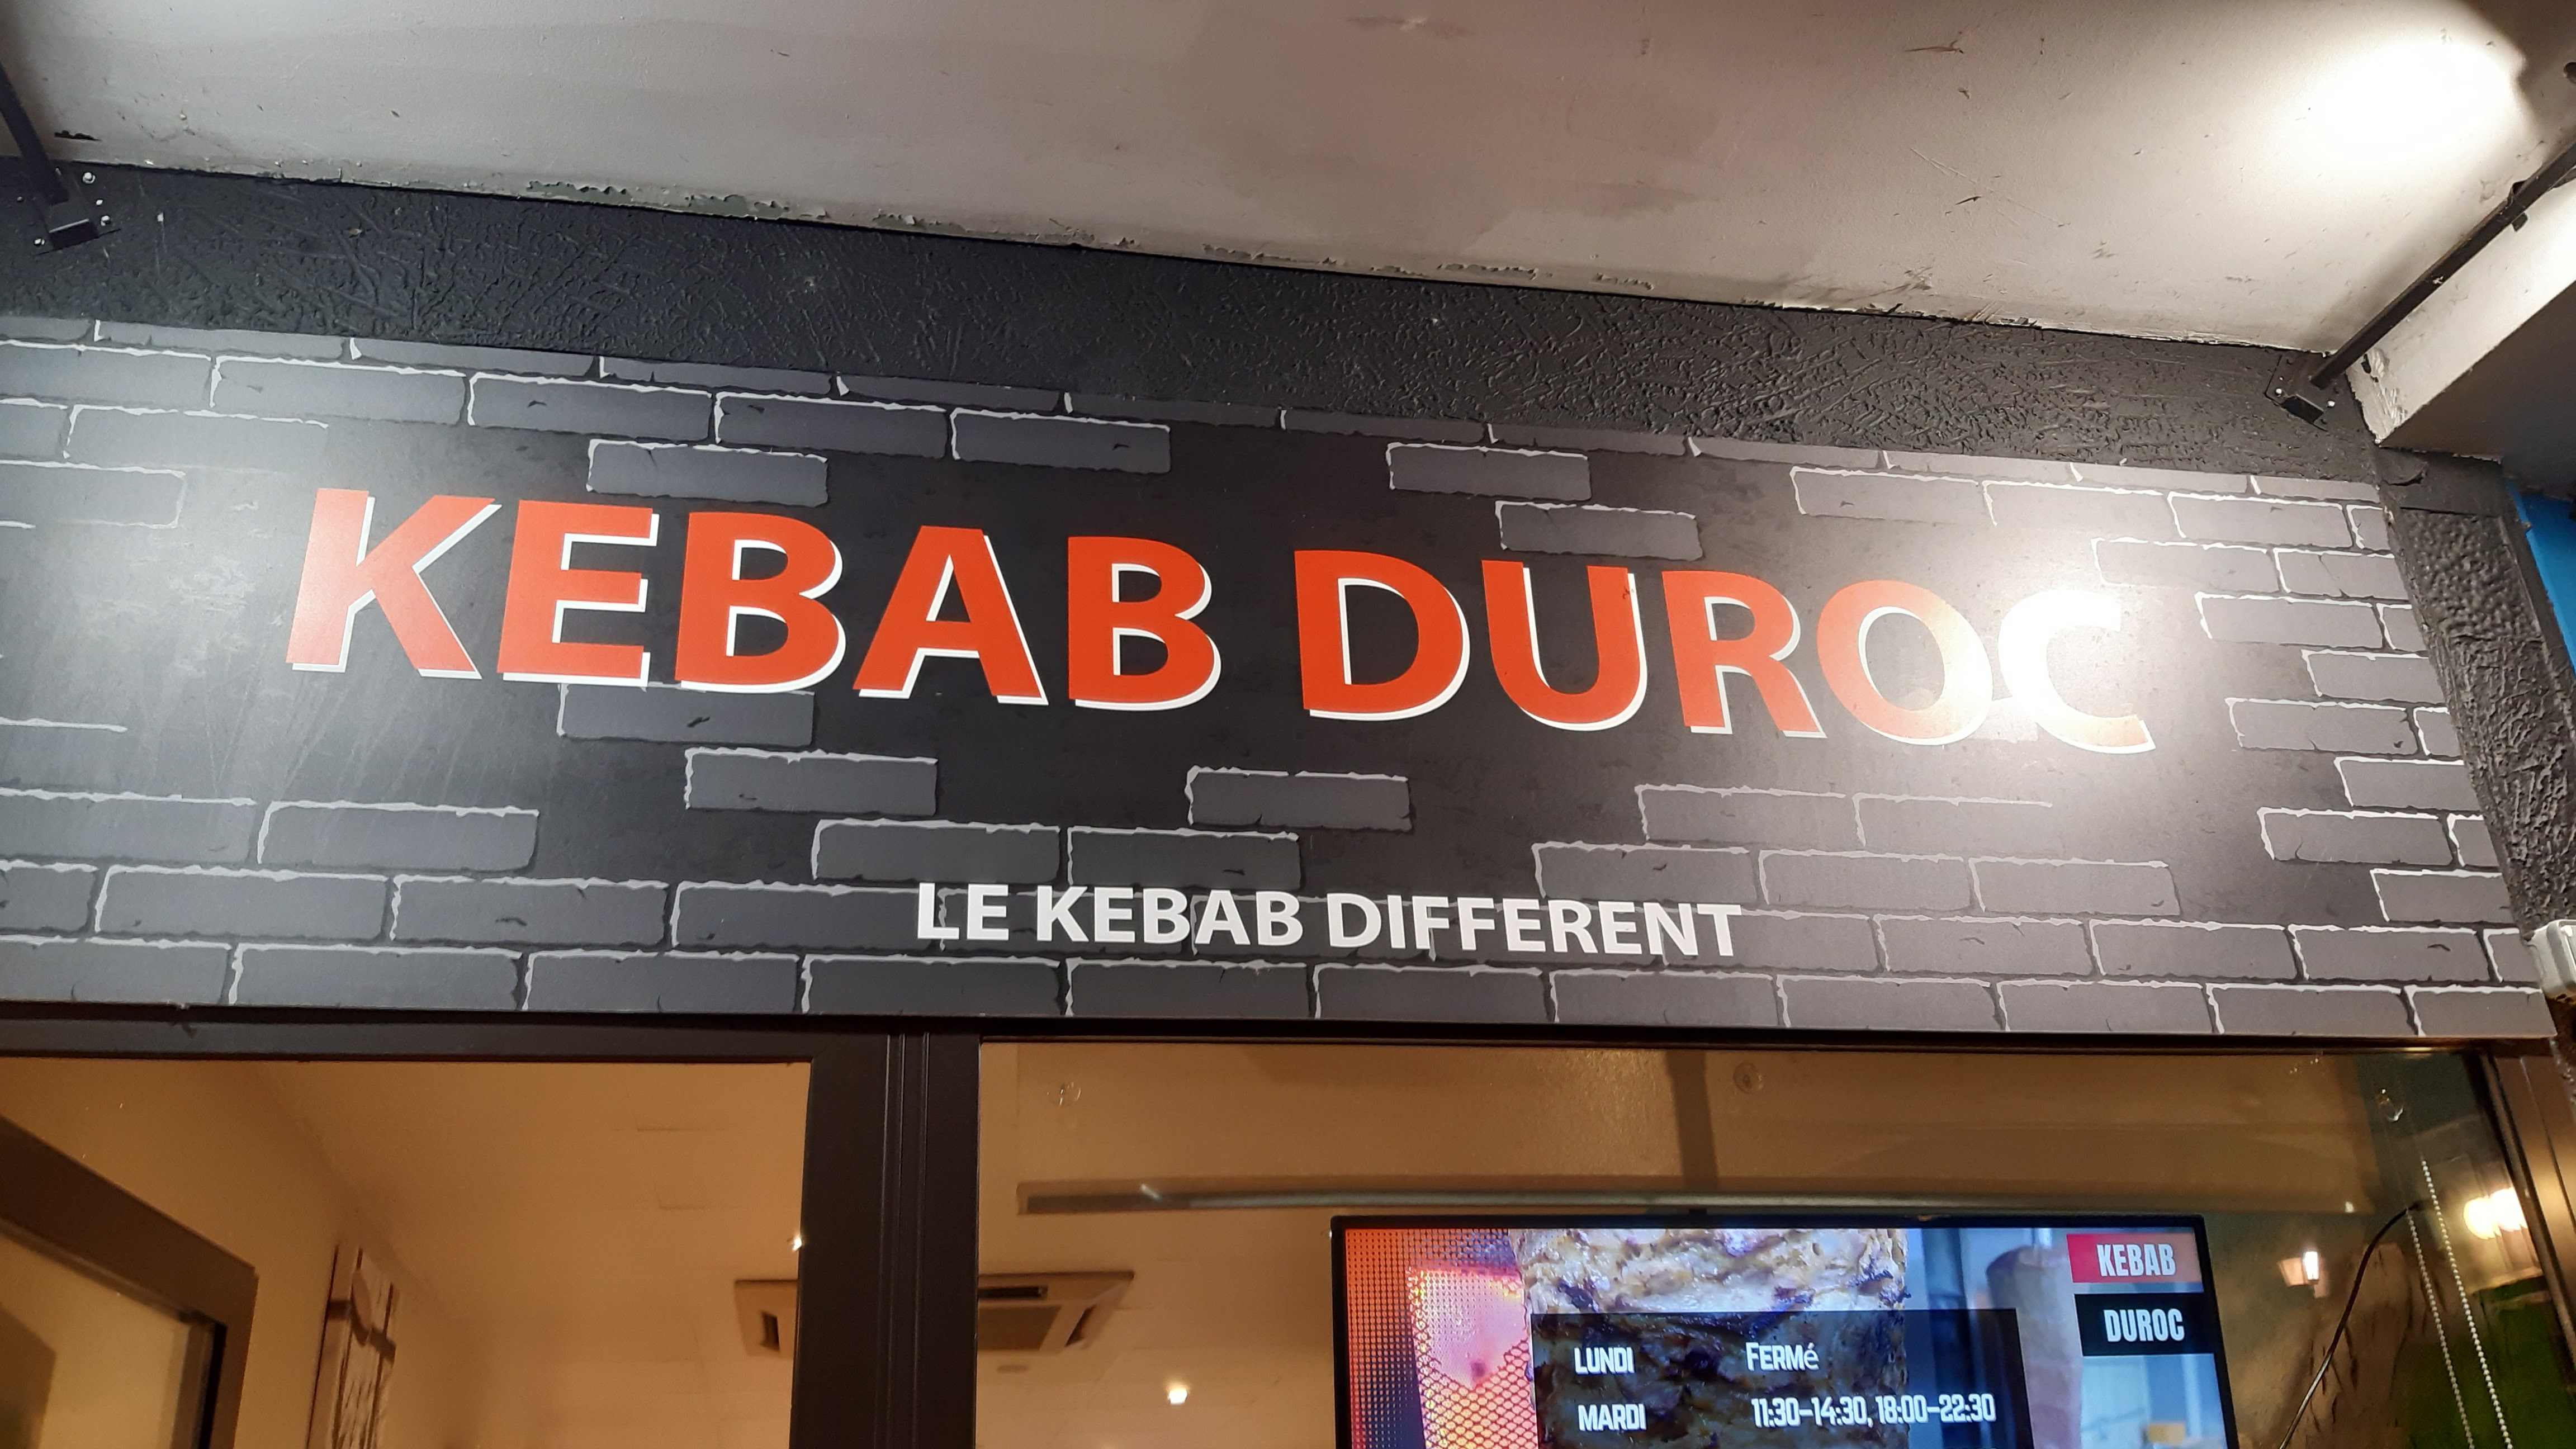 KEBAB DUROC
LE KEBAB DIFFERENT
KEBAB
DUROC
LUNDI FERMé
MARDI 11:30-14:30, 18:00-22:30